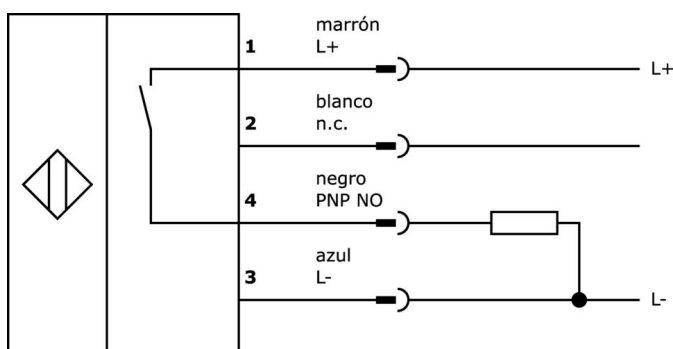 marrón
1
L+
L+
blanco
2
n.c.
negro
4
PNP NO
azul
3
L-
L-